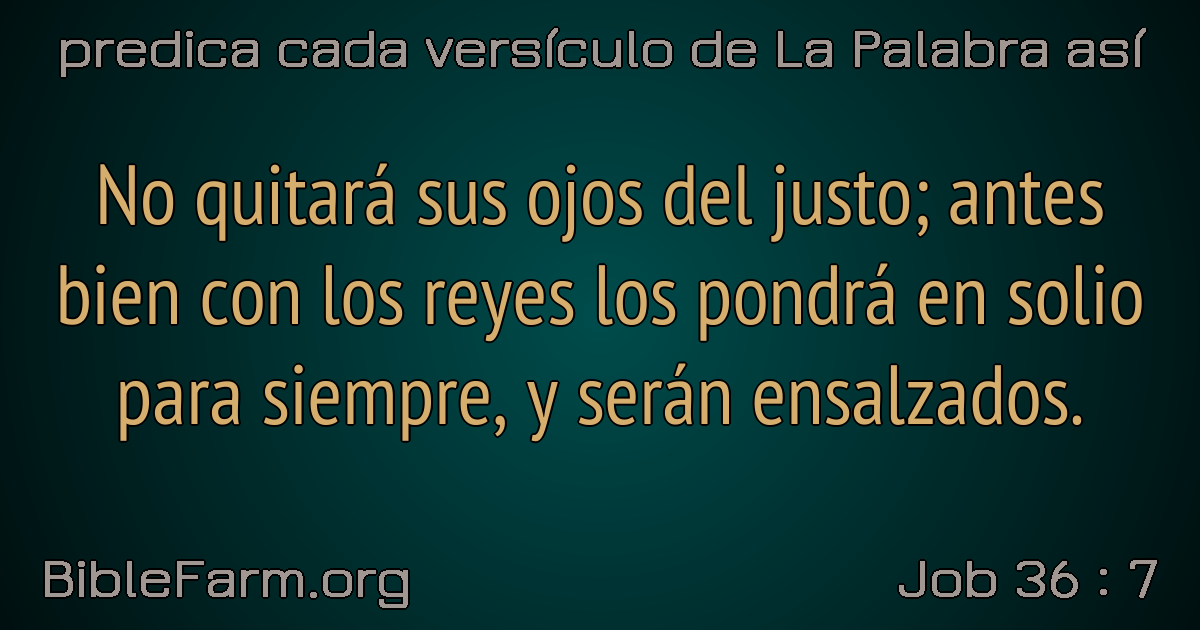 predica cada versículo de La Palabra así
No quitará sus ojos del justo; antes
bien con los reyes los pondrá en solio
para siempre, y serán ensalzados.
BibleFarm.org
Job 36 : 7